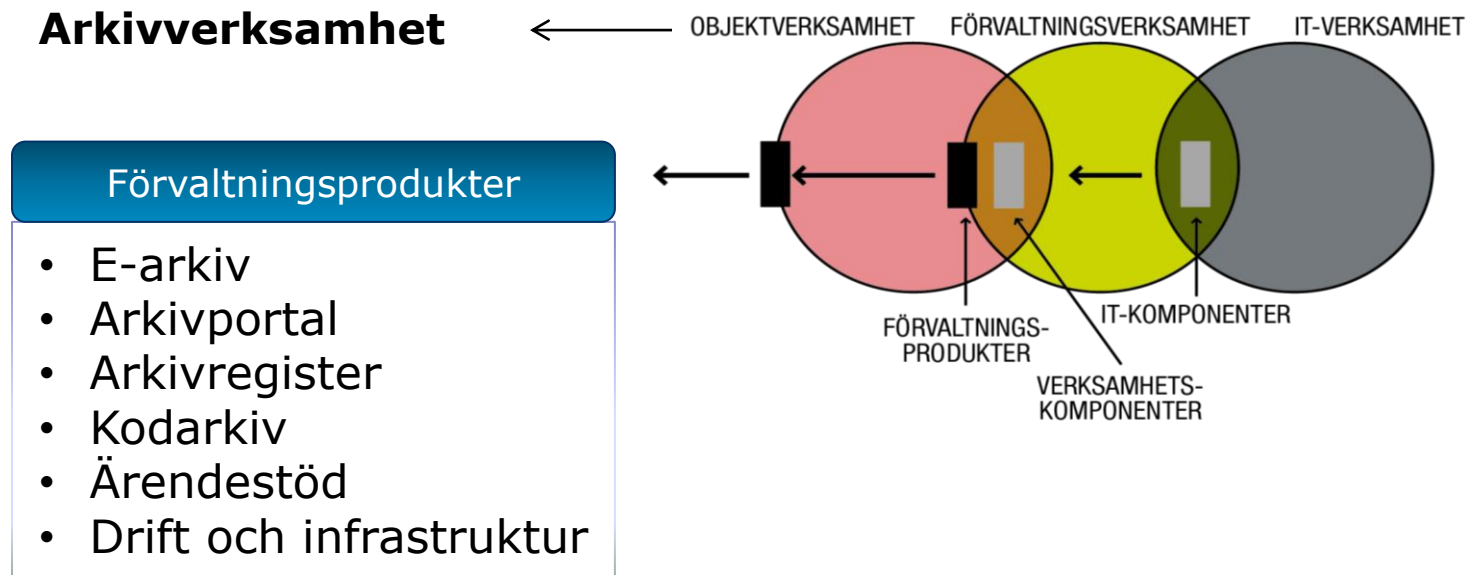 Arkivverksamhet
OBJEKTVERKSAMHET
FÖRVALTNINGSVERKSAMHET
IT-VERKSAMHET
Förvaltningsprodukter
• E-arkiv
• Arkivportal
• Arkivregister
• Kodarkiv
• Ärendestöd
• Drift och infrastruktur
FÖRVALTNINGS-
PRODUKTER
VERKSAMHETS-
KOMPONENTER
IT-KOMPONENTER